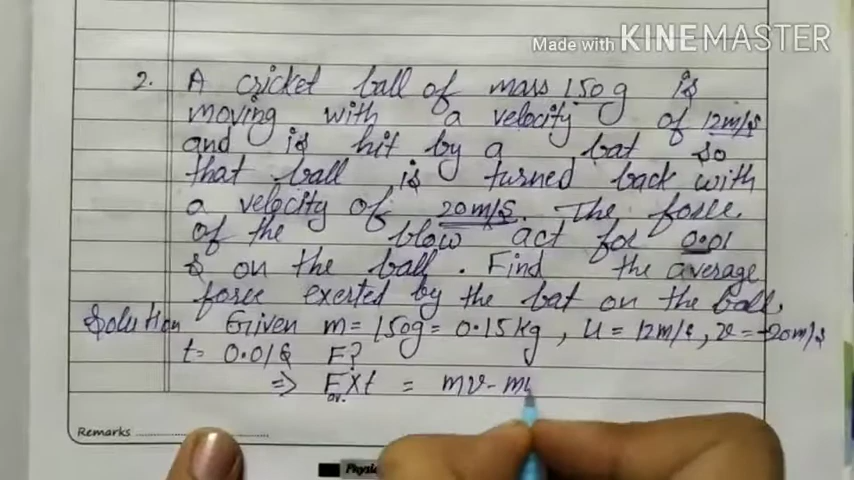 Made with KINEMASTER
2. A cricket ball of mass 150g is
moving with a velocity of 12m/s
and is hit by a bat so
that ball is turned back with
a velocity of 20m/s. The force
of the blow act for 0.01
s on the ball. Find the average
force exerted by the bat on the ball.
Solution Given m = 150g = 0.15kg, u = 12m/s, v = -20m/s
t = 0.01s F?
⇒ Fav. x t = mv - mu
Remarks
Physic